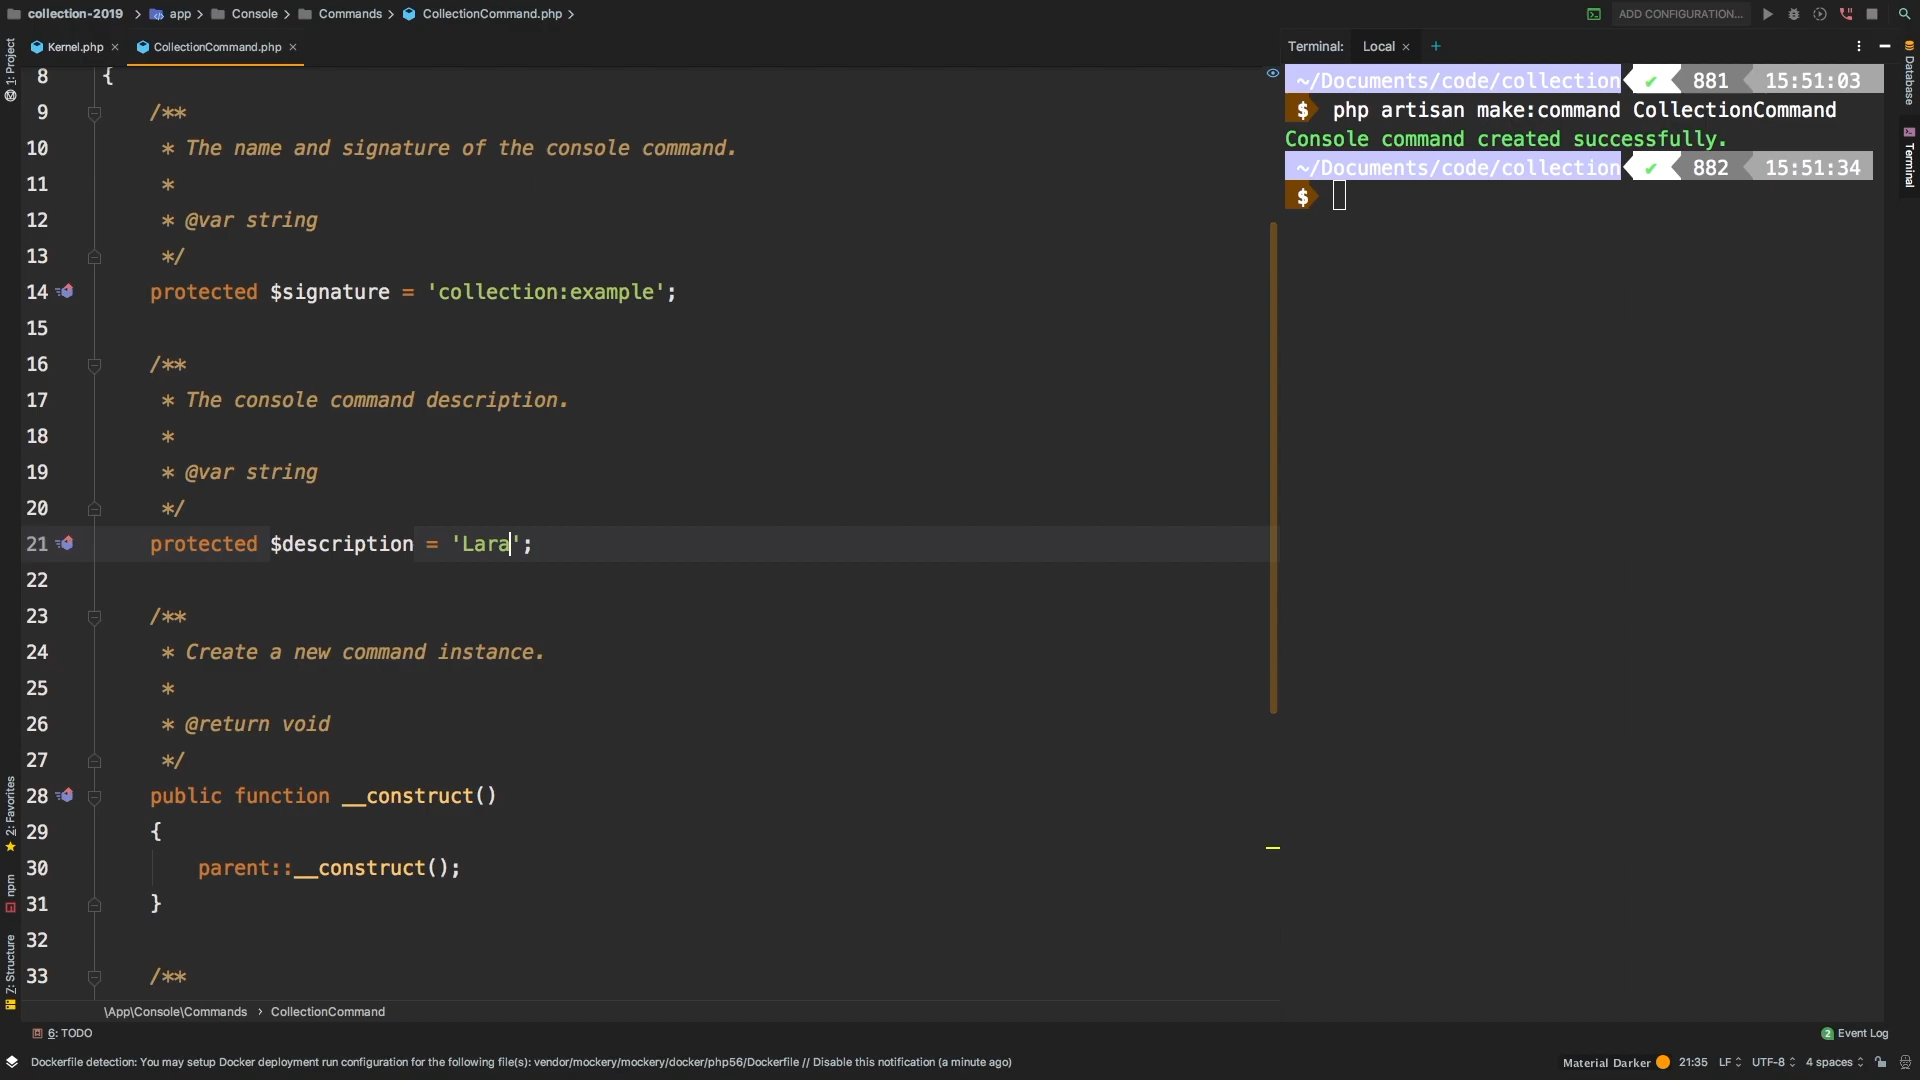 collection-2019 app Console Commands CollectionCommand.php
ADD CONFIGURATION...
Kernel.php CollectionCommand.php
Terminal: Local
1: Project
2: Favorites
npm
Z: Structure
Database
Terminal
8 {
9 /**
10 * The name and signature of the console command.
11 *
12 * @var string
13 */
14 protected $signature = 'collection:example';
15
16 /**
17 * The console command description.
18 *
19 * @var string
20 */
21 protected $description = 'Lara';
22
23 /**
24 * Create a new command instance.
25 *
26 * @return void
27 */
28 public function __construct()
29 {
30 parent::__construct();
31 }
32
33 /**
~/Documents/code/collection ✔ 881 15:51:03
$ php artisan make:command CollectionCommand
Console command created successfully.
~/Documents/code/collection ✔ 882 15:51:34
$
\App\Console\Commands › CollectionCommand
6: TODO
2 Event Log
Dockerfile detection: You may setup Docker deployment run configuration for the following file(s): vendor/mockery/mockery/docker/php56/Dockerfile // Disable this notification (a minute ago)
Material Darker 21:35 LF UTF-8 4 spaces